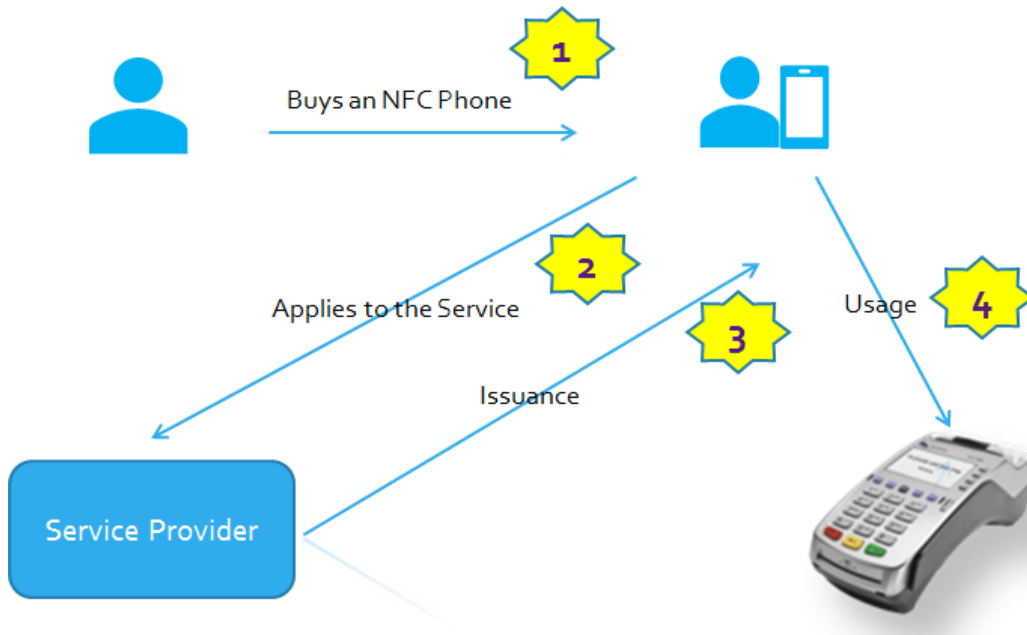 1
Buys an NFC Phone
2
Applies to the Service
3
Issuance
Usage
4
Service Provider